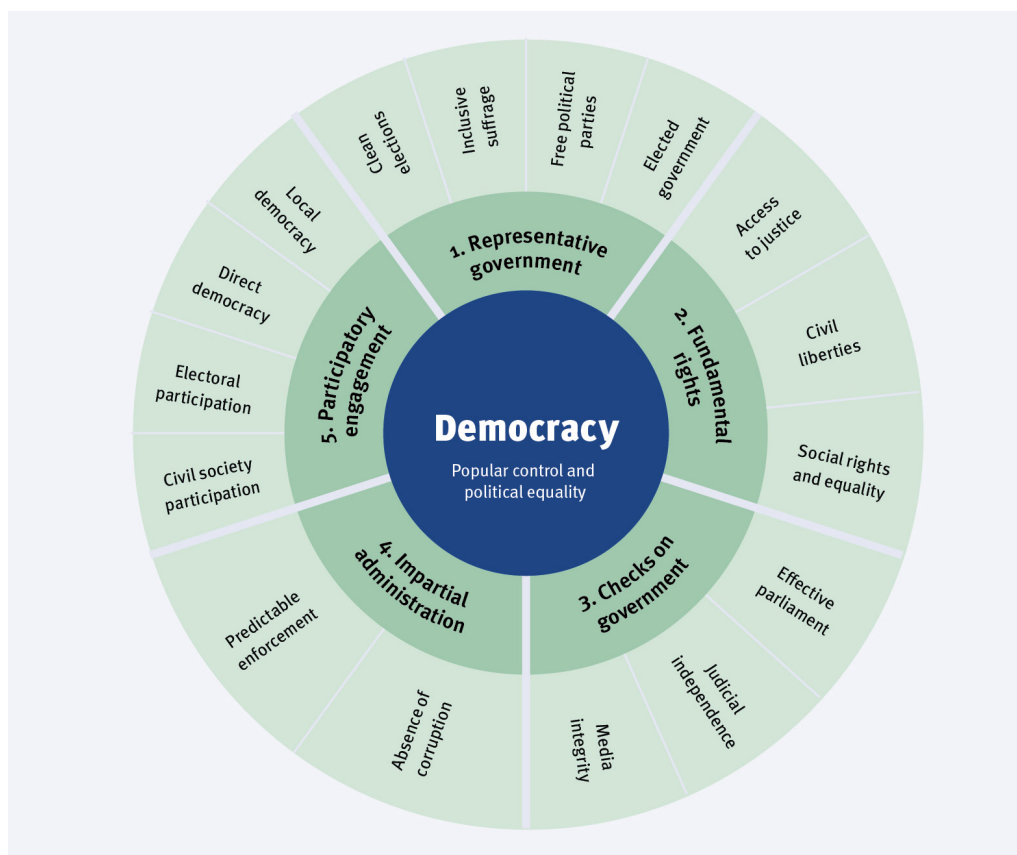 Democracy
Popular control and
political equality
1. Representative
government
Clean
elections
Inclusive
suffrage
Free political
parties
Elected
government
2. Fundamental
rights
Access
to justice
Civil
liberties
Social rights
and equality
3. Checks on
government
Effective
parliament
Judicial
independence
Media
integrity
4. Impartial
administration
Absence of
corruption
Predictable
enforcement
5. Participatory
engagement
Civil society
participation
Electoral
participation
Direct
democracy
Local
democracy